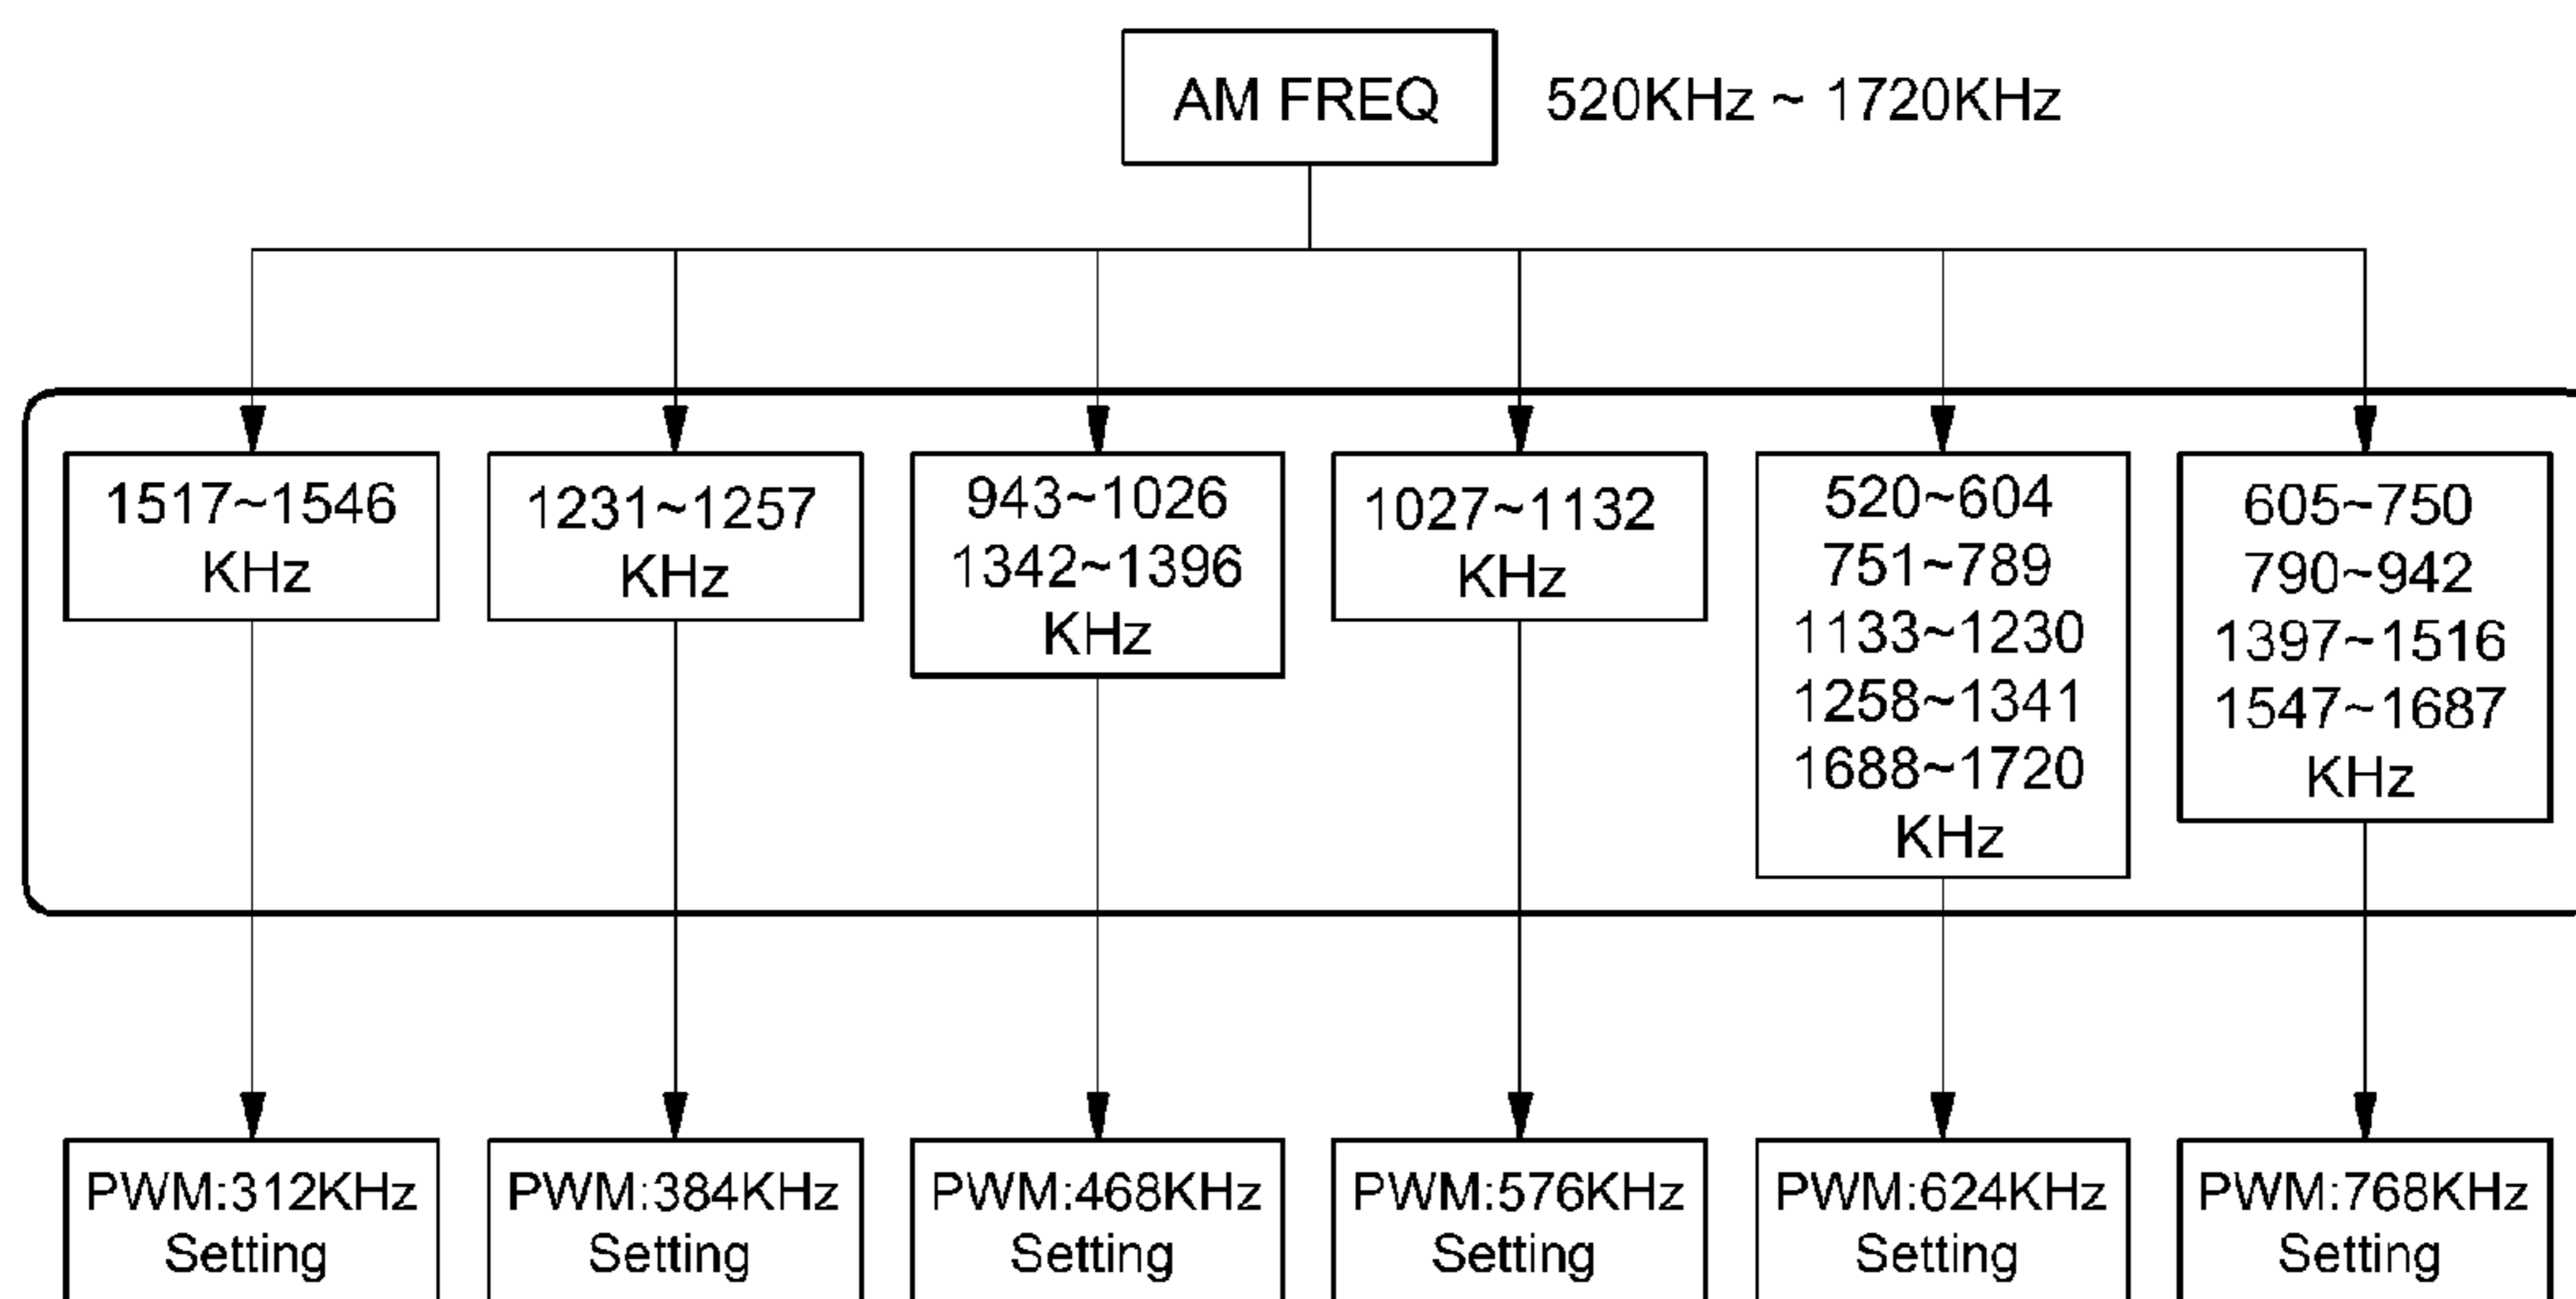 AM FREQ
520KHz ~ 1720KHz
1517~1546
KHz
1231~1257
KHz
943~1026
1342~1396
KHz
1027~1132
KHz
520~604
751~789
1133~1230
1258~1341
1688~1720
KHz
605~750
790~942
1397~1516
1547~1687
KHz
PWM:312KHz
Setting
PWM:384KHz
Setting
PWM:468KHz
Setting
PWM:576KHz
Setting
PWM:624KHz
Setting
PWM:768KHz
Setting